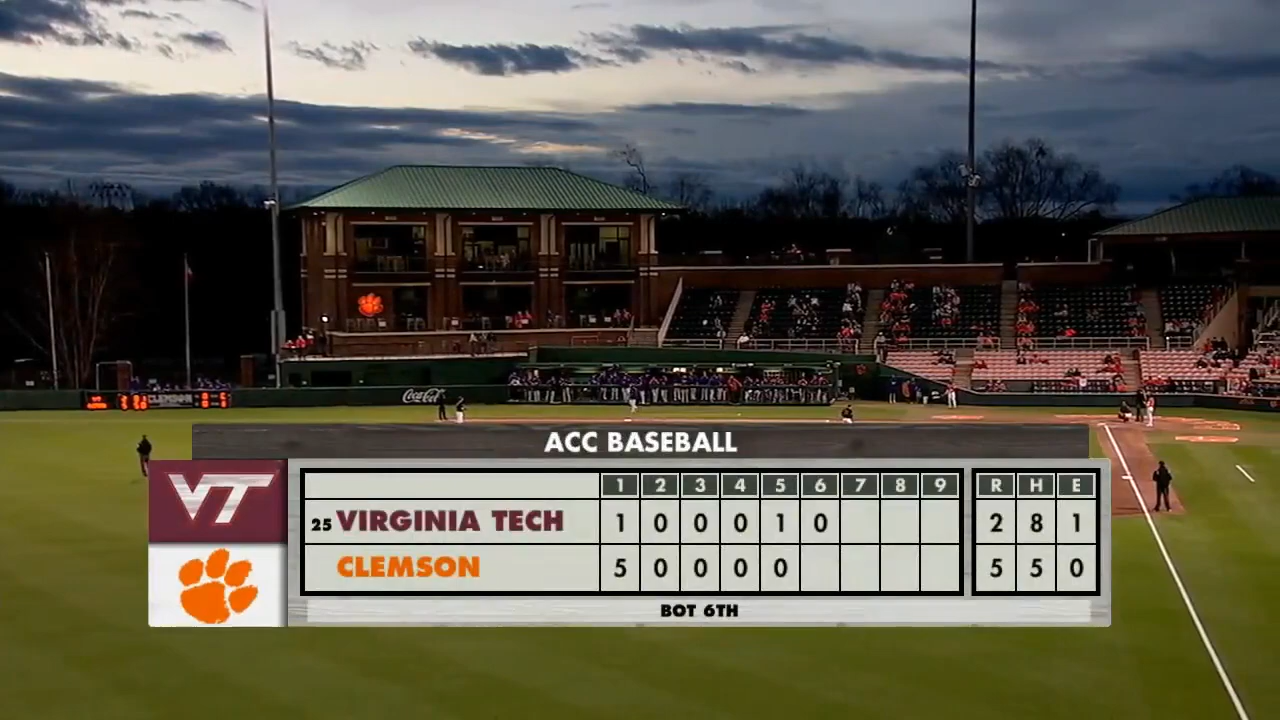 Coca-Cola
ACC BASEBALL
VT
1 2 3 4 5 6 7 8 9 R H E
25 VIRGINIA TECH 1 0 0 0 1 0 2 8 1
CLEMSON 5 0 0 0 0 5 5 0
BOT 6TH